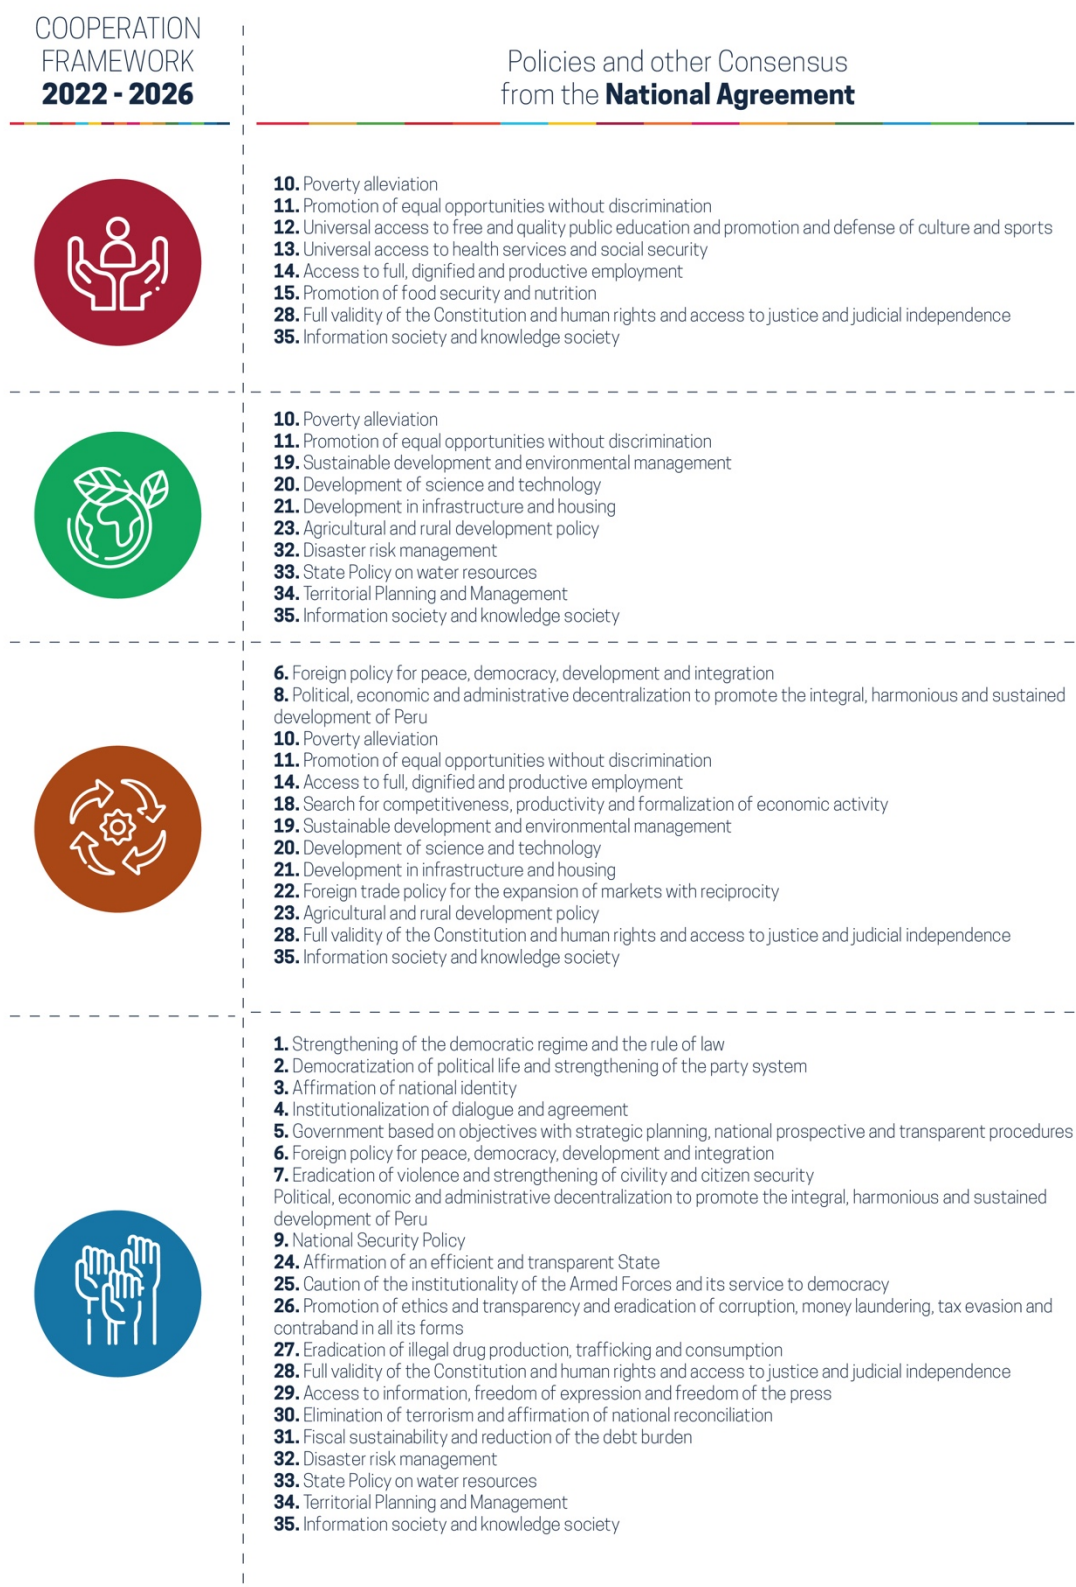 COOPERATION
FRAMEWORK
2022 - 2026
Policies and other Consensus
from the National Agreement
10. Poverty alleviation
11. Promotion of equal opportunities without discrimination
12. Universal access to free and quality public education and promotion and defense of culture and sports
13. Universal access to health services and social security
14. Access to full, dignified and productive employment
15. Promotion of food security and nutrition
28. Full validity of the Constitution and human rights and access to justice and judicial independence
35. Information society and knowledge society
10. Poverty alleviation
11. Promotion of equal opportunities without discrimination
19. Sustainable development and environmental management
20. Development of science and technology
21. Development in infrastructure and housing
23. Agricultural and rural development policy
32. Disaster risk management
33. State Policy on water resources
34. Territorial Planning and Management
35. Information society and knowledge society
6. Foreign policy for peace, democracy, development and integration
8. Political, economic and administrative decentralization to promote the integral, harmonious and sustained
development of Peru
10. Poverty alleviation
11. Promotion of equal opportunities without discrimination
14. Access to full, dignified and productive employment
18. Search for competitiveness, productivity and formalization of economic activity
19. Sustainable development and environmental management
20. Development of science and technology
21. Development in infrastructure and housing
22. Foreign trade policy for the expansion of markets with reciprocity
23. Agricultural and rural development policy
28. Full validity of the Constitution and human rights and access to justice and judicial independence
35. Information society and knowledge society
1. Strengthening of the democratic regime and the rule of law
2. Democratization of political life and strengthening of the party system
3. Affirmation of national identity
4. Institutionalization of dialogue and agreement
5. Government based on objectives with strategic planning, national prospective and transparent procedures
6. Foreign policy for peace, democracy, development and integration
7. Eradication of violence and strengthening of civility and citizen security
Political, economic and administrative decentralization to promote the integral, harmonious and sustained
development of Peru
9. National Security Policy
24. Affirmation of an efficient and transparent State
25. Caution of the institutionality of the Armed Forces and its service to democracy
26. Promotion of ethics and transparency and eradication of corruption, money laundering, tax evasion and
contraband in all its forms
27. Eradication of illegal drug production, trafficking and consumption
28. Full validity of the Constitution and human rights and access to justice and judicial independence
29. Access to information, freedom of expression and freedom of the press
30. Elimination of terrorism and affirmation of national reconciliation
31. Fiscal sustainability and reduction of the debt burden
32. Disaster risk management
33. State Policy on water resources
34. Territorial Planning and Management
35. Information society and knowledge society